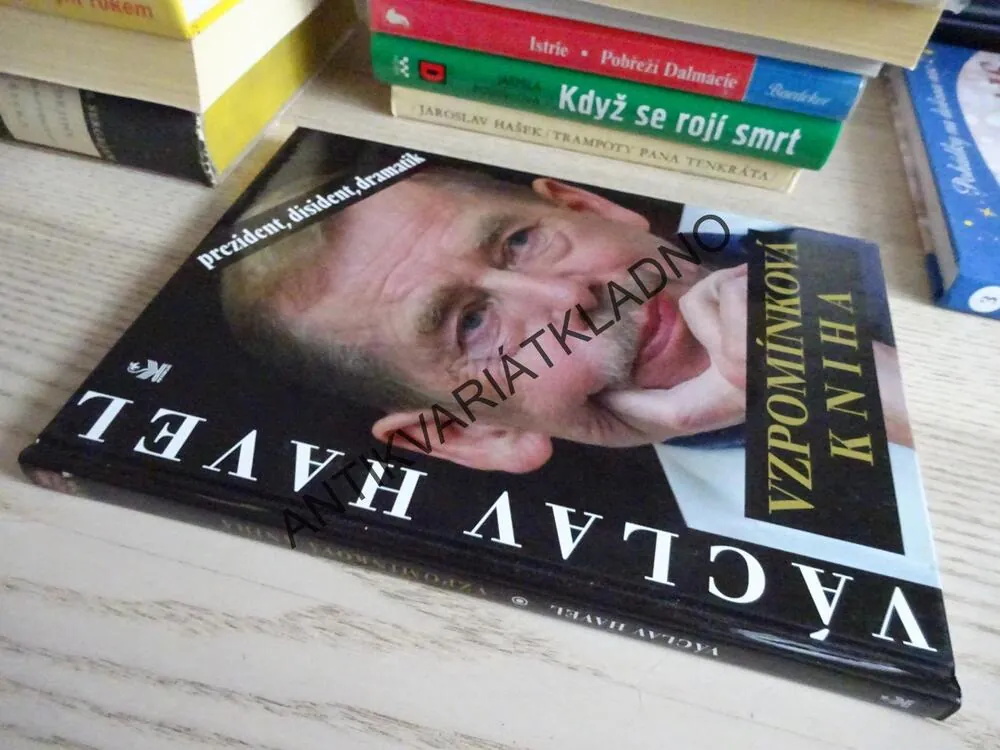 Istrie • Pobřeží Dalmácie
Baedeker
Když se rojí smrt
JAROSLAV HAŠEK / TRAMPOTY PANA TENKRÁTA
prezident, disident, dramatik
VZPOMÍNKOVÁ
KNIHA
VÁCLAV HAVEL
VÁCLAV HAVEL VZPOMÍNKOVÁ KNIHA
ANTIKVARIÁTKLADNO
3